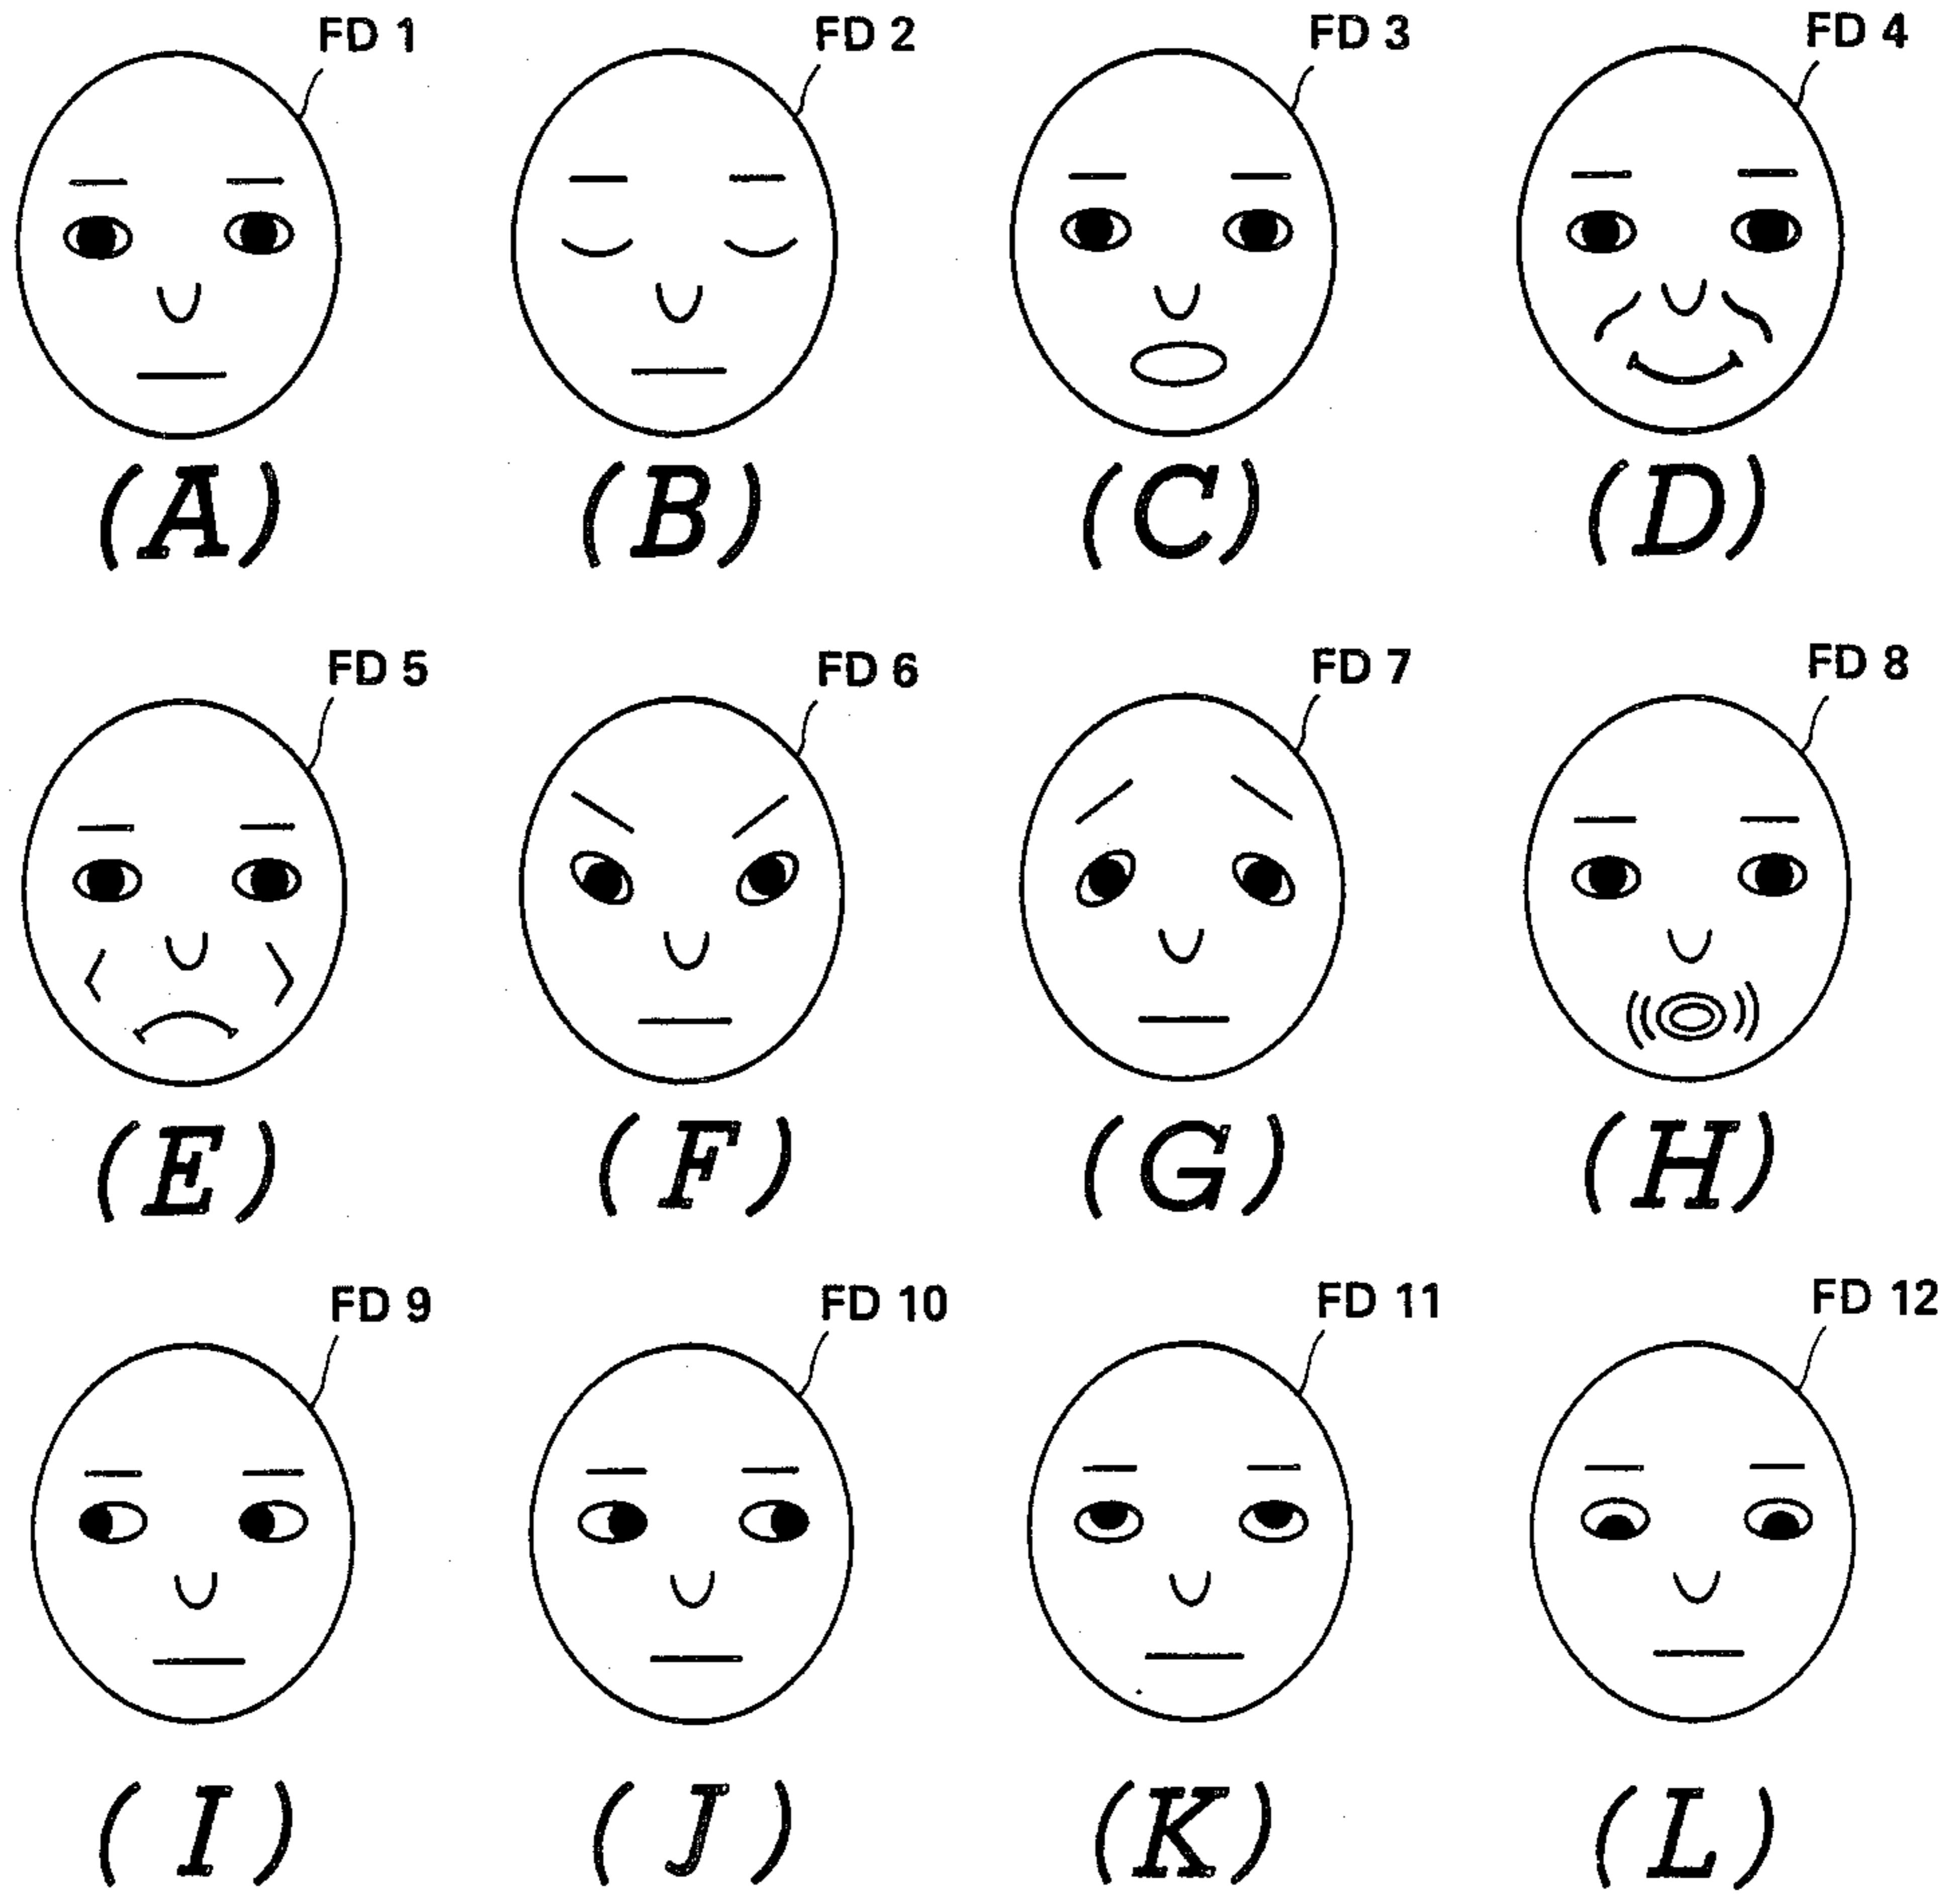 FD 1 FD 2 FD 3 FD 4
(A) (B) (C) (D)
FD 5 FD 6 FD 7 FD 8
(E) (F) (G) (H)
FD 9 FD 10 FD 11 FD 12
(I) (J) (K) (L)